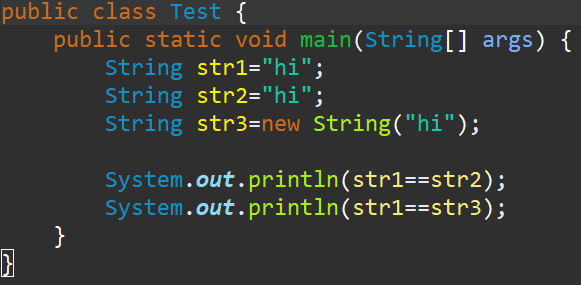 public class Test {
    public static void main(String[] args) {
        String str1="hi";
        String str2="hi";
        String str3=new String("hi");

        System.out.println(str1==str2);
        System.out.println(str1==str3);
    }
}